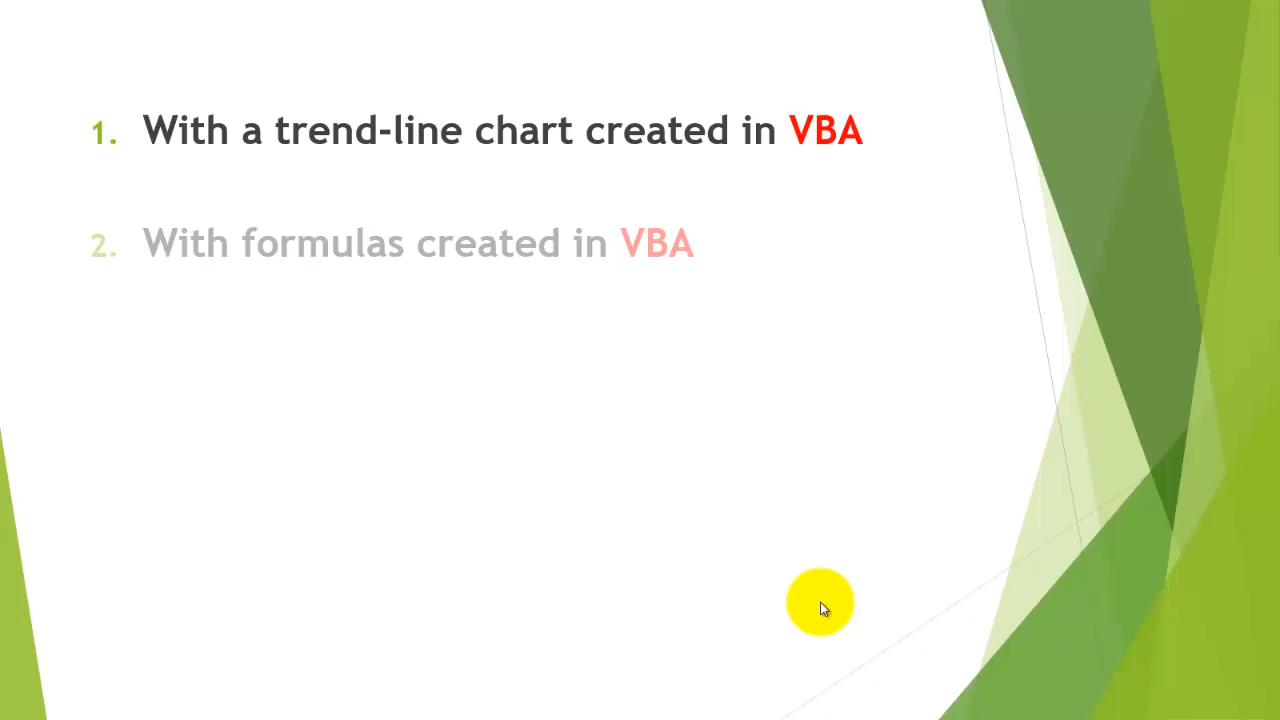 1. With a trend-line chart created in VBA
2. With formulas created in VBA